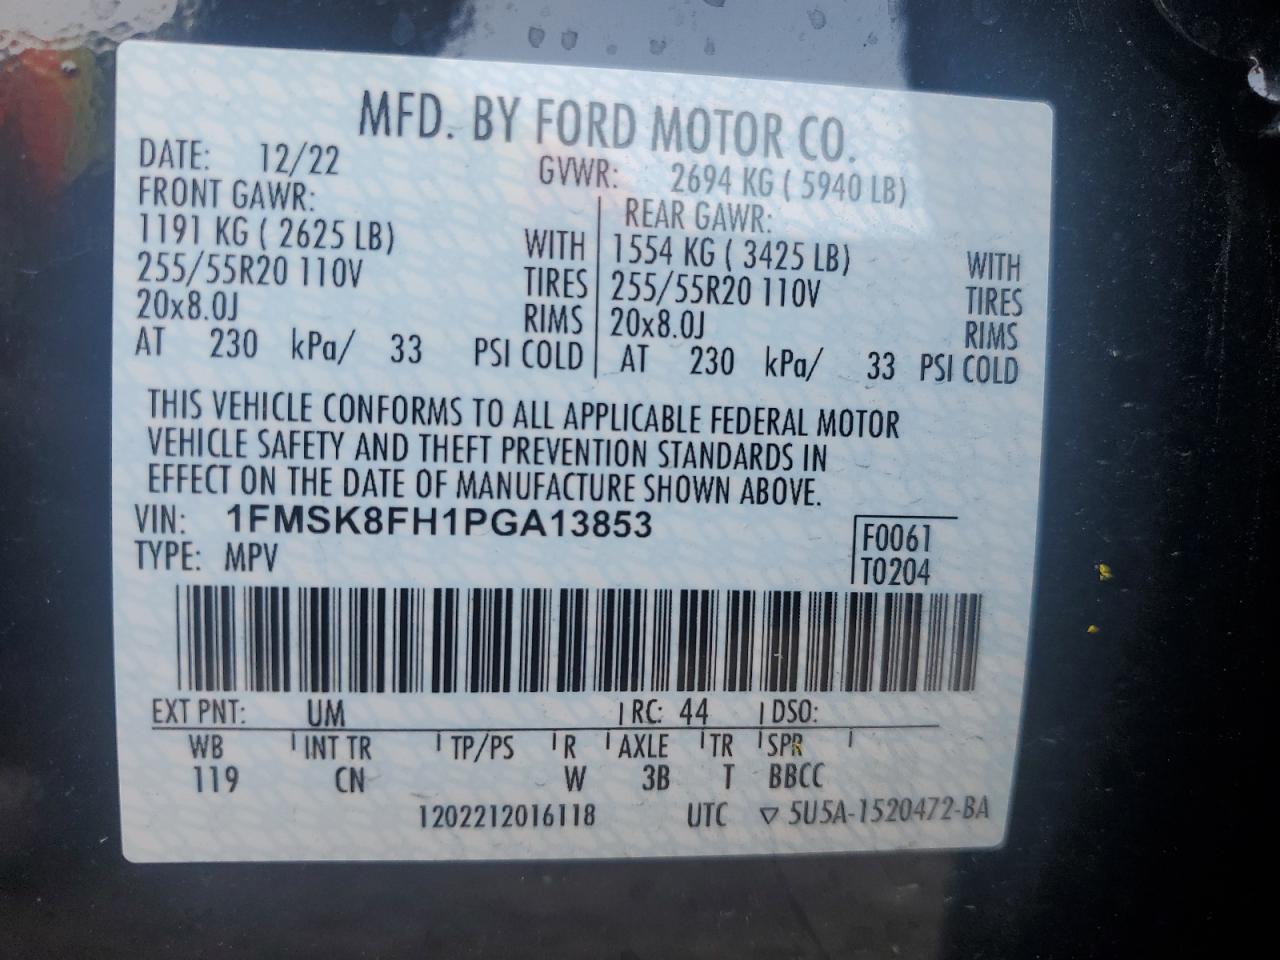 MFD. BY FORD MOTOR CO.
DATE: 12/22 GVWR: 2694 KG ( 5940 LB)
FRONT GAWR: REAR GAWR:
1191 KG ( 2625 LB) WITH 1554 KG ( 3425 LB) WITH
255/55R20 110V TIRES 255/55R20 110V TIRES
20x8.0J RIMS 20x8.0J RIMS
AT 230 kPa/ 33 PSI COLD AT 230 kPa/ 33 PSI COLD
THIS VEHICLE CONFORMS TO ALL APPLICABLE FEDERAL MOTOR
VEHICLE SAFETY AND THEFT PREVENTION STANDARDS IN
EFFECT ON THE DATE OF MANUFACTURE SHOWN ABOVE.
VIN: 1FMSK8FH1PGA13853 F0061
TYPE: MPV T0204
EXT PNT: UM RC: 44 DSO:
WB INT TR TP/PS R AXLE TR SPR
119 CN W 3B T BBCC
1202212016118 UTC ▽ 5U5A-1520472-BA